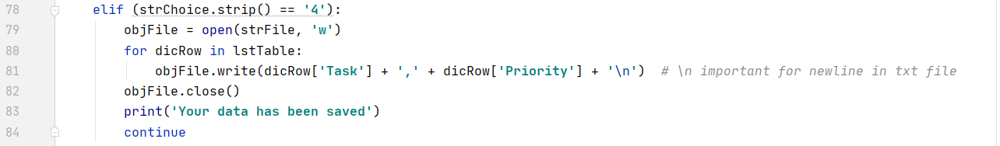 78 elif (strChoice.strip() == '4'):
79 objFile = open(strFile, 'w')
80 for dicRow in lstTable:
81 objFile.write(dicRow['Task'] + ',' + dicRow['Priority'] + '\n')  # \n important for newline in txt file
82 objFile.close()
83 print('Your data has been saved')
84 continue